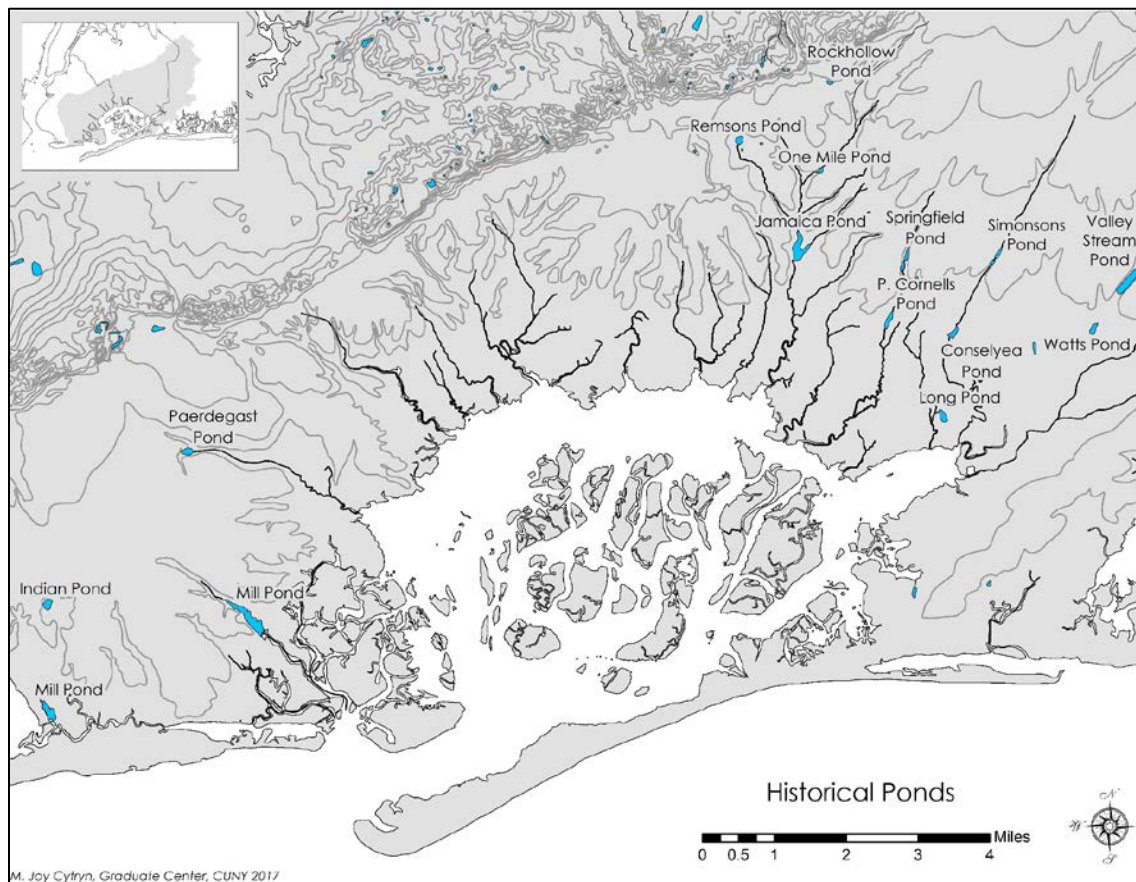 Rockhollow
Pond
Remsons Pond
One Mile Pond
Jamaica Pond
Springfield
Pond
Simonsons
Pond
Valley
Stream
Pond
P. Cornells
Pond
Conselyea
Pond
Watts Pond
Long Pond
Paerdegast
Pond
Indian Pond
Mill Pond
Mill Pond
Historical Ponds
Miles
0 0.5 1 2 3 4
N
W
M. Joy Cytryn, Graduate Center, CUNY 2017